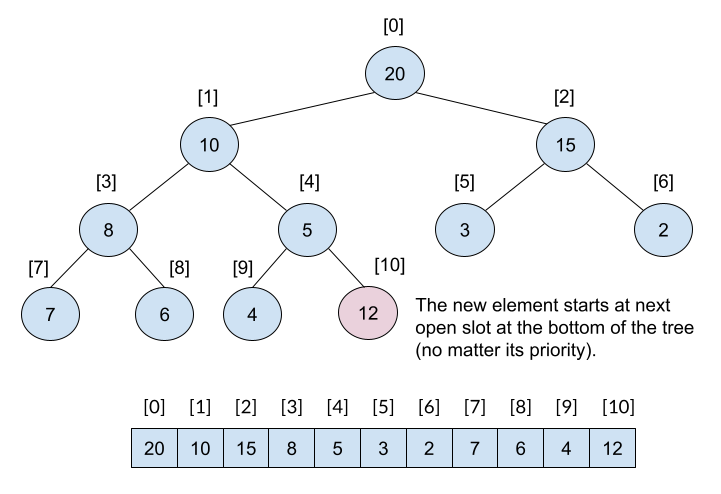 [0]
20
[1] [2]
10 15
[3] [4] [5] [6]
8 5 3 2
[7] [8] [9] [10]
7 6 4 12
The new element starts at next
open slot at the bottom of the tree
(no matter its priority).
[0] [1] [2] [3] [4] [5] [6] [7] [8] [9] [10]
20 10 15 8 5 3 2 7 6 4 12